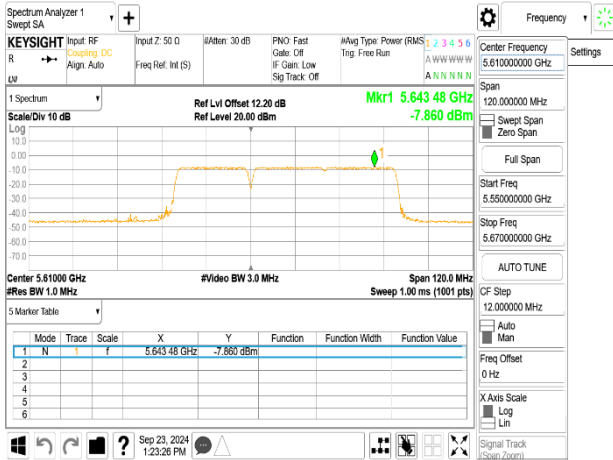 Spectrum Analyzer 1
Swept SA
Frequency
KEYSIGHT
R
Input: RF
Coupling: DC
Align: Auto
Input Z: 50 Ω
Freq Ref: Int (S)
#Atten: 30 dB
PNO: Fast
Gate: Off
IF Gain: Low
Sig Track: Off
#Avg Type: Power (RMS
Trig: Free Run
1 2 3 4 5 6
A W W W W W
A N N N N N
Settings
Center Frequency
5.610000000 GHz
Span
120.000000 MHz
Swept Span
Zero Span
Full Span
Start Freq
5.550000000 GHz
Stop Freq
5.670000000 GHz
AUTO TUNE
CF Step
12.000000 MHz
Auto
Man
Freq Offset
0 Hz
X Axis Scale
Log
Lin
Signal Track
(Span Zoom)
1 Spectrum
Scale/Div 10 dB
Ref Lvl Offset 12.20 dB
Ref Level 20.00 dBm
Mkr1 5.643 48 GHz
-7.860 dBm
Log
10.0
0.00
-10.0
-20.0
-30.0
-40.0
-50.0
-60.0
-70.0
1
Center 5.61000 GHz
#Res BW 1.0 MHz
#Video BW 3.0 MHz
Span 120.0 MHz
Sweep 1.00 ms (1001 pts)
5 Marker Table
Mode Trace Scale X Y Function Function Width Function Value
1 N 1 f 5.643 48 GHz -7.860 dBm
2
3
4
5
6
Sep 23, 2024
1:23:26 PM